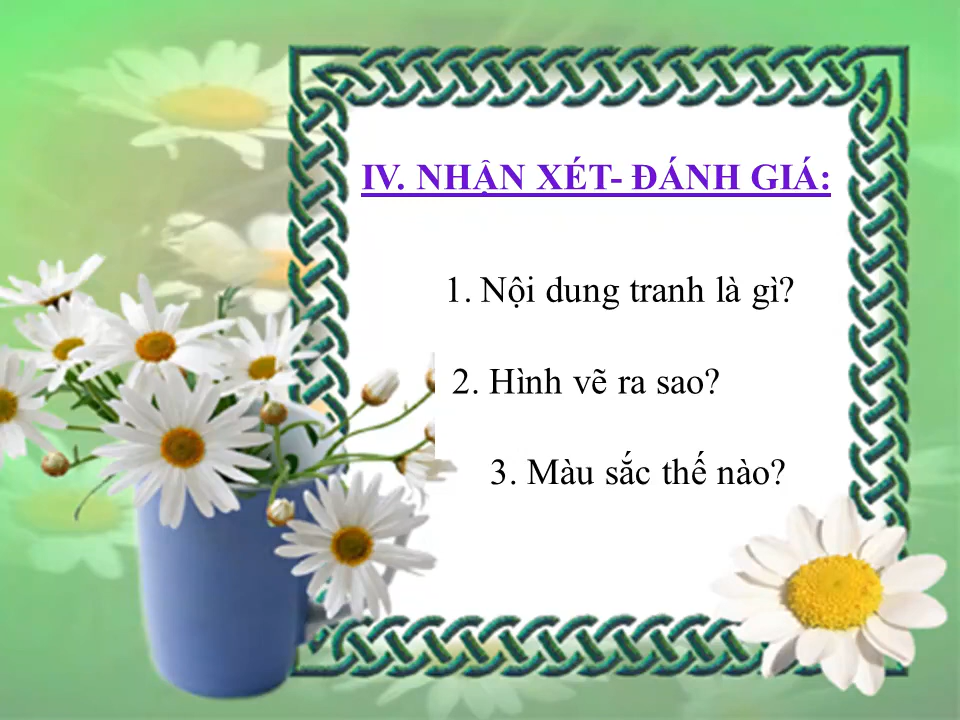 IV. NHẬN XÉT- ĐÁNH GIÁ:
1. Nội dung tranh là gì?
2. Hình vẽ ra sao?
3. Màu sắc thế nào?